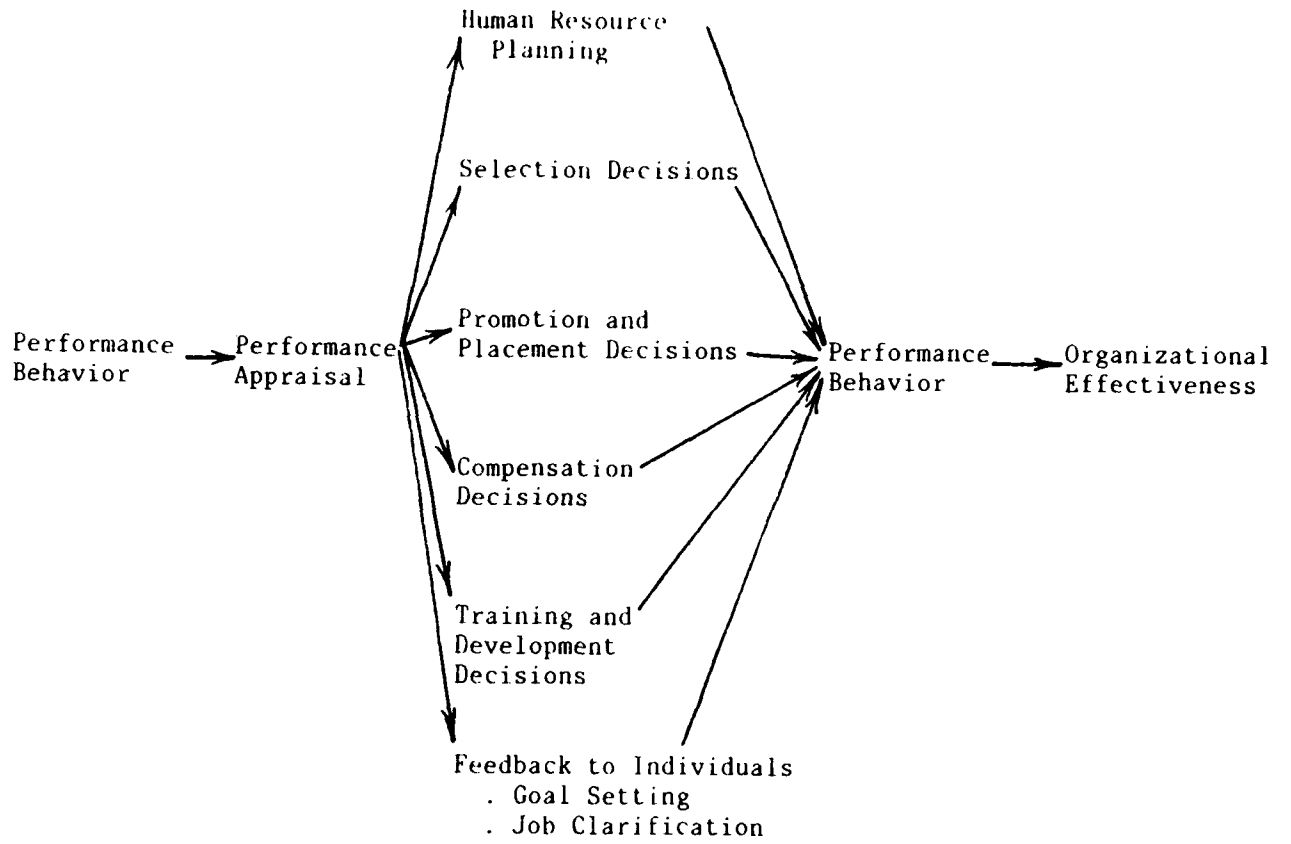 Human Resource
Planning
Selection Decisions
Promotion and
Placement Decisions
Performance
Behavior
Performance
Appraisal
Performance
Behavior
Organizational
Effectiveness
Compensation
Decisions
Training and
Development
Decisions
Feedback to Individuals
. Goal Setting
. Job Clarification